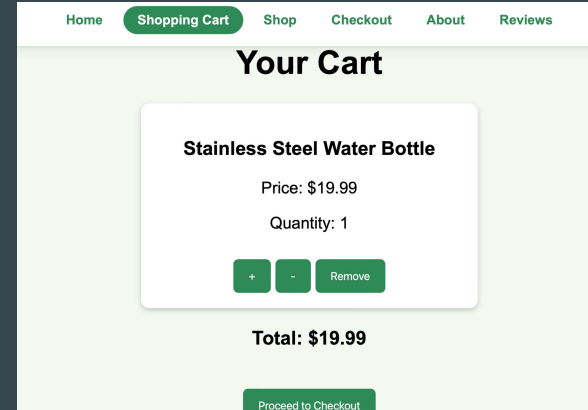 Home Shopping Cart Shop Checkout About Reviews
Your Cart
Stainless Steel Water Bottle
Price: $19.99
Quantity: 1
+ - Remove
Total: $19.99
Proceed to Checkout